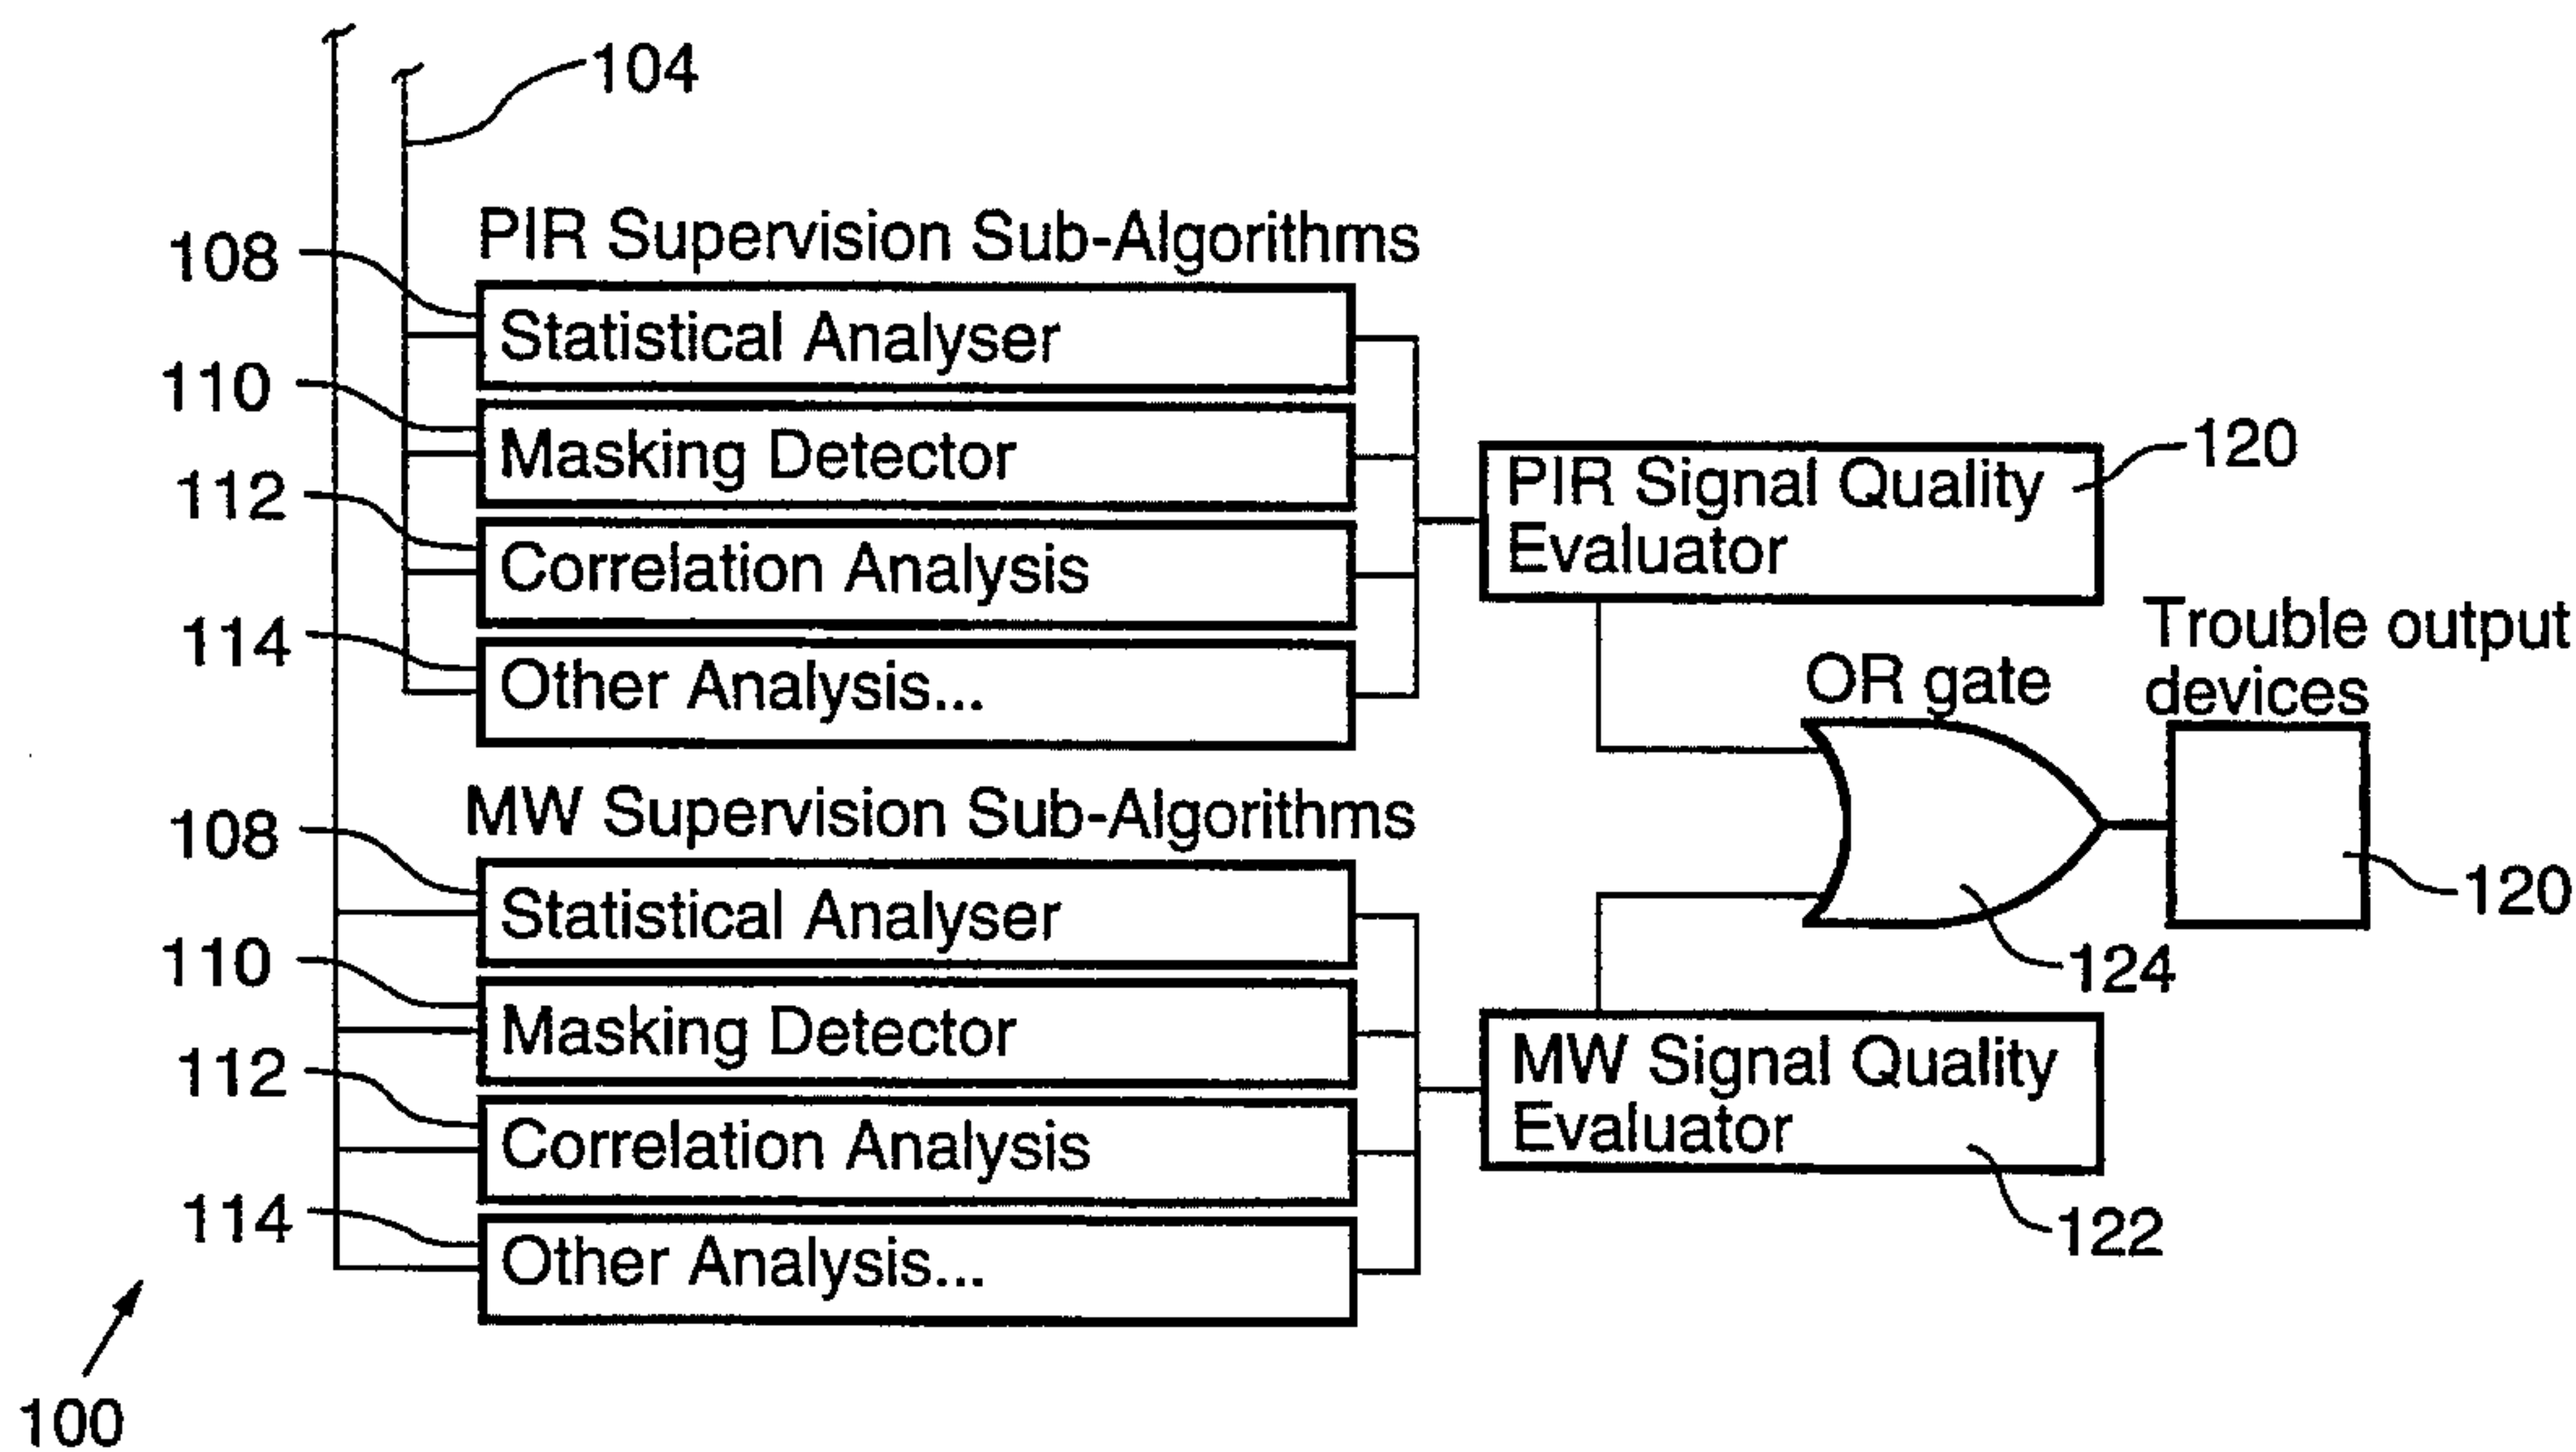 104
PIR Supervision Sub-Algorithms
108
Statistical Analyser
110
Masking Detector
112
Correlation Analysis
114
Other Analysis...
PIR Signal Quality
Evaluator
120
Trouble output
devices
OR gate
120
124
MW Supervision Sub-Algorithms
108
Statistical Analyser
110
Masking Detector
112
Correlation Analysis
114
Other Analysis...
MW Signal Quality
Evaluator
122
100